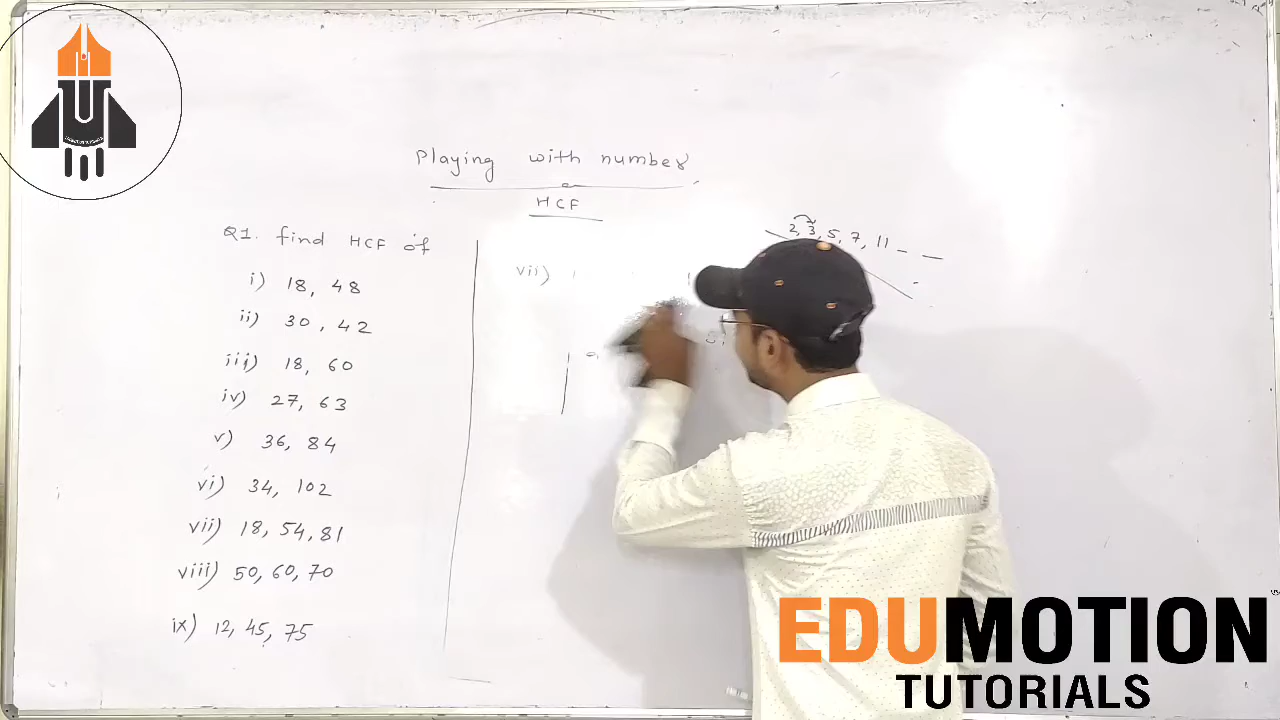 Playing with number
HCF
Q1. find HCF of
i) 18, 48
ii) 30, 42
iii) 18, 60
iv) 27, 63
v) 36, 84
vi) 34, 102
vii) 18, 54, 81
viii) 50, 60, 70
ix) 12, 45, 75
2, 3, 5, 7, 11 _ _
vii)
EDUMOTION
TUTORIALS